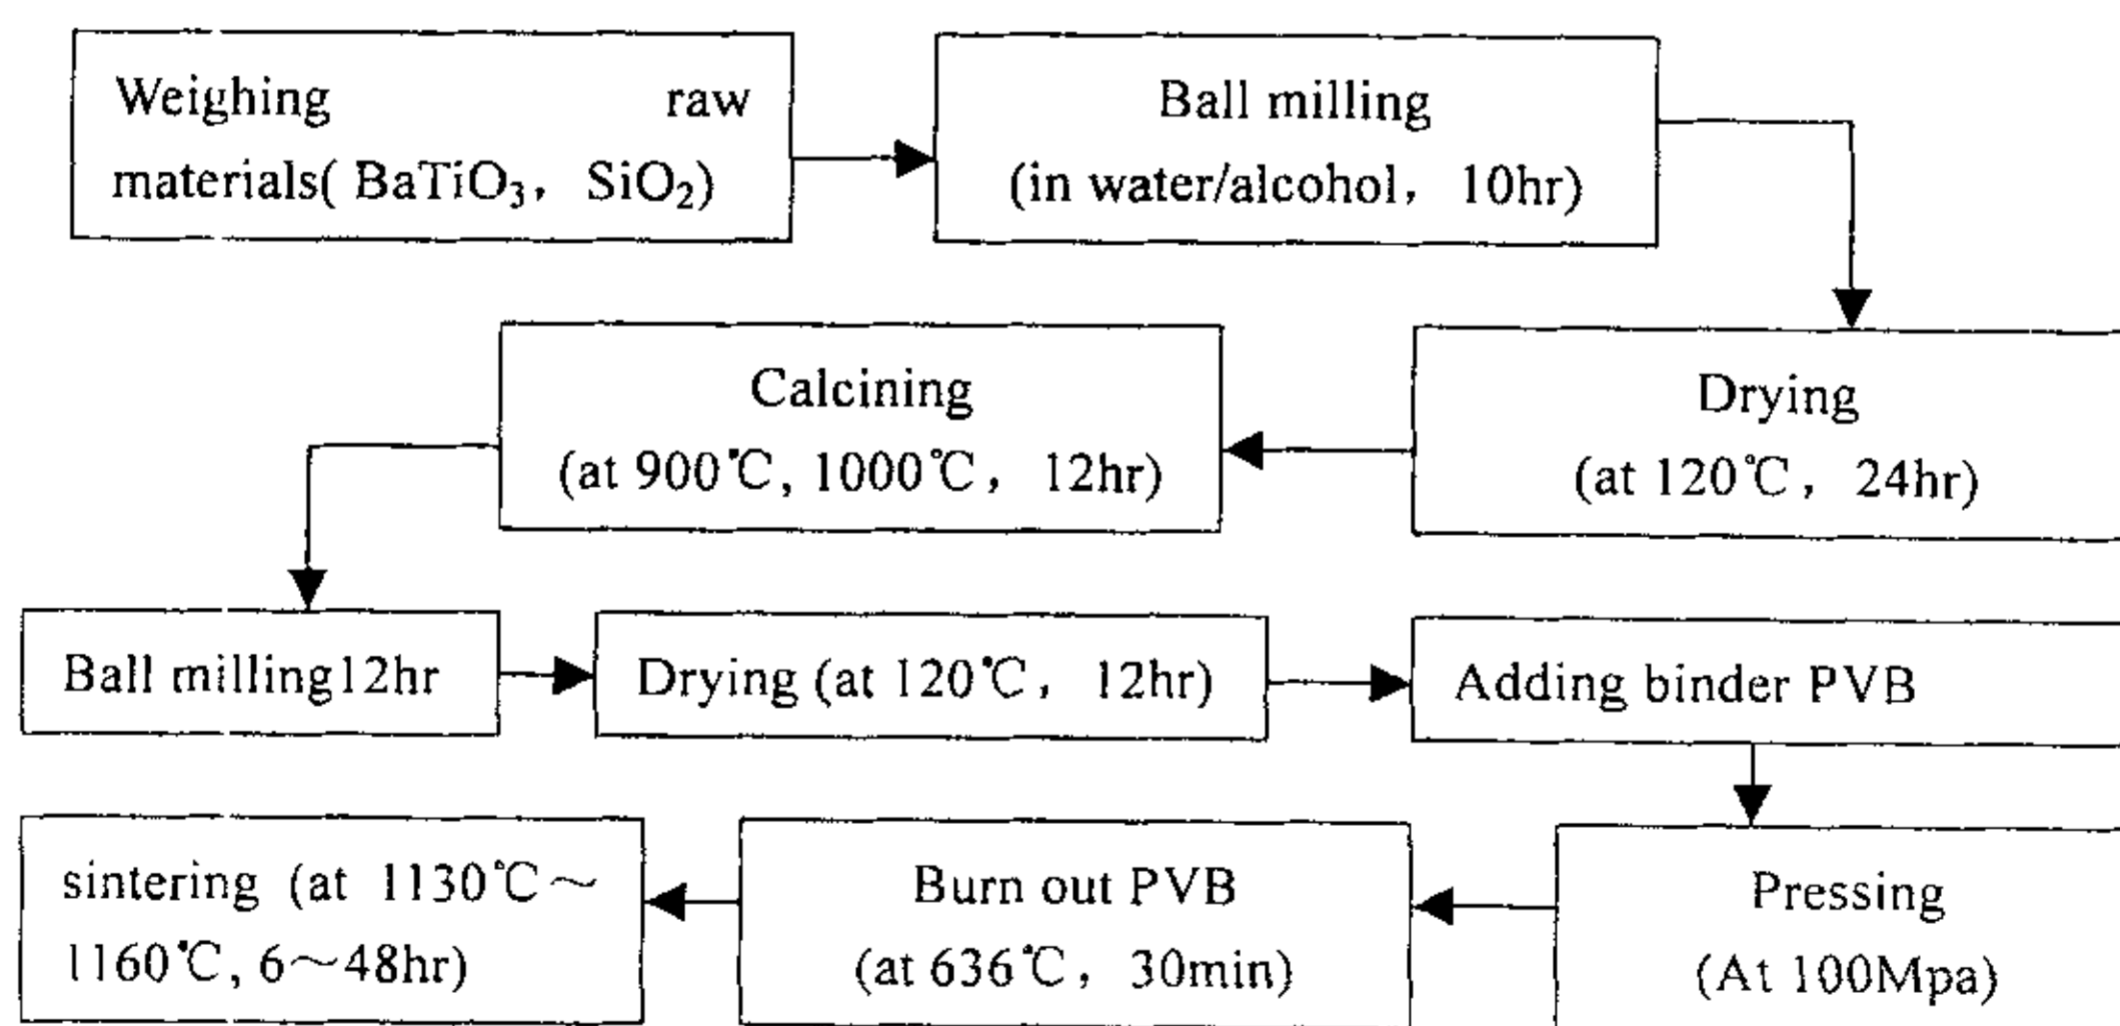 Weighing raw
materials( BaTiO₃, SiO₂)
Ball milling
(in water/alcohol, 10hr)
Drying
(at 120℃, 24hr)
Calcining
(at 900℃, 1000℃, 12hr)
Ball milling12hr
Drying (at 120℃, 12hr)
Adding binder PVB
Pressing
(At 100Mpa)
Burn out PVB
(at 636℃, 30min)
sintering (at 1130℃～
1160℃, 6～48hr)